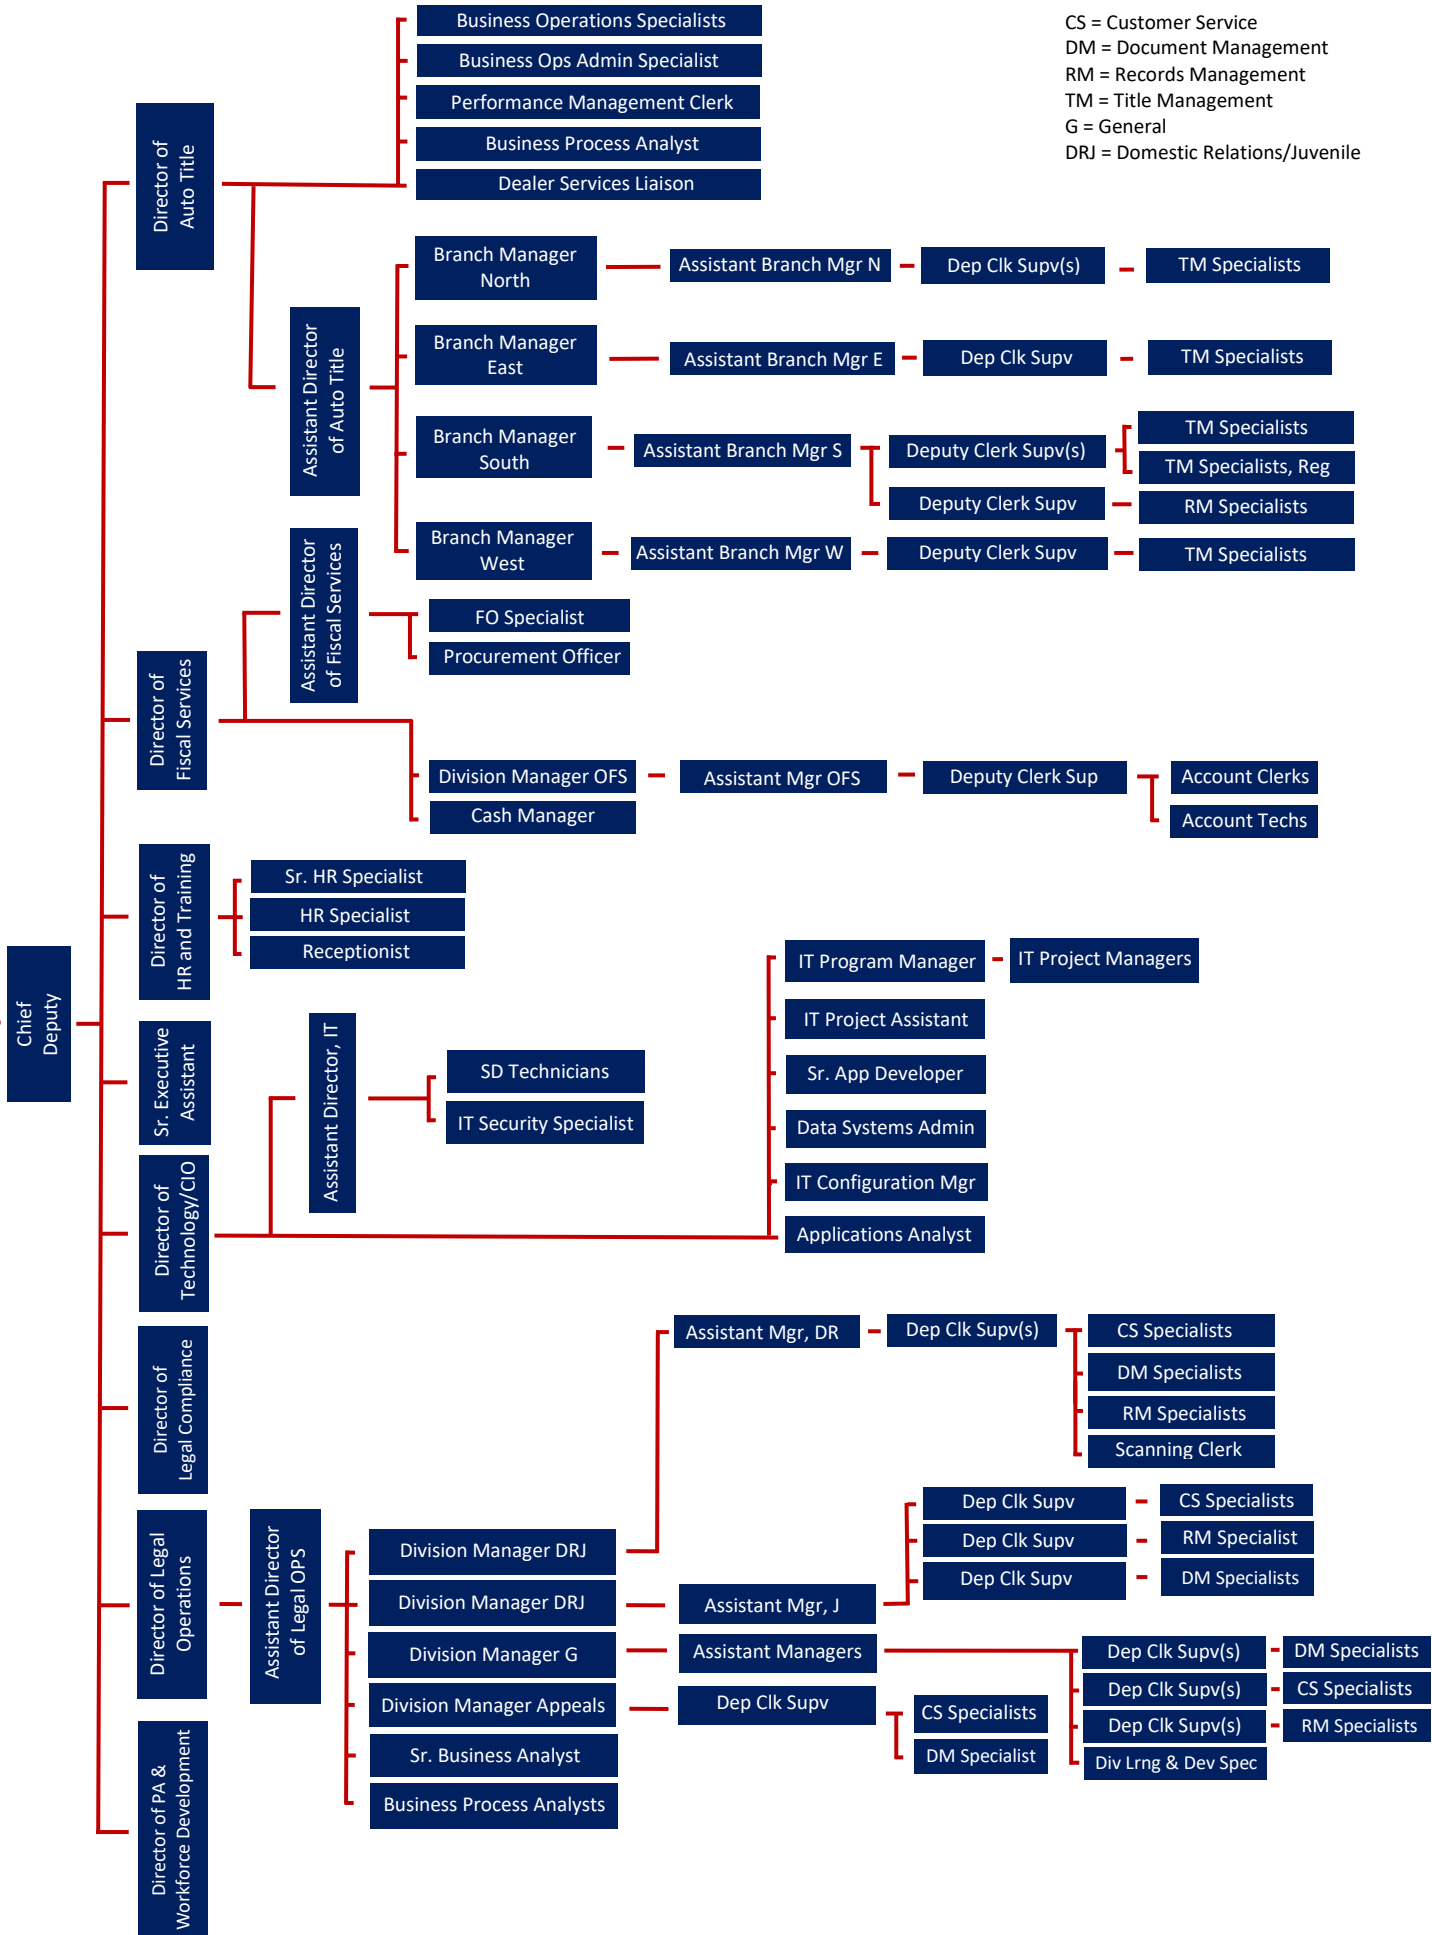 CS = Customer Service
DM = Document Management
RM = Records Management
TM = Title Management
G = General
DRJ = Domestic Relations/Juvenile
Chief
Deputy
Director of
Auto Title
Business Operations Specialists
Business Ops Admin Specialist
Performance Management Clerk
Business Process Analyst
Dealer Services Liaison
Assistant Director
of Auto Title
Branch Manager
North
Assistant Branch Mgr N
Dep Clk Supv(s)
TM Specialists
Branch Manager
East
Assistant Branch Mgr E
Dep Clk Supv
TM Specialists
Branch Manager
South
Assistant Branch Mgr S
Deputy Clerk Supv(s)
TM Specialists
TM Specialists, Reg
Deputy Clerk Supv
RM Specialists
Branch Manager
West
Assistant Branch Mgr W
Deputy Clerk Supv
TM Specialists
Director of
Fiscal Services
Assistant Director
of Fiscal Services
FO Specialist
Procurement Officer
Division Manager OFS
Assistant Mgr OFS
Deputy Clerk Sup
Account Clerks
Account Techs
Cash Manager
Director of
HR and Training
Sr. HR Specialist
HR Specialist
Receptionist
Sr. Executive
Assistant
Director of
Technology/CIO
Assistant Director, IT
SD Technicians
IT Security Specialist
IT Program Manager
IT Project Managers
IT Project Assistant
Sr. App Developer
Data Systems Admin
IT Configuration Mgr
Applications Analyst
Director of
Legal Compliance
Director of Legal
Operations
Assistant Director
of Legal OPS
Division Manager DRJ
Assistant Mgr, DR
Dep Clk Supv(s)
CS Specialists
DM Specialists
RM Specialists
Scanning Clerk
Division Manager DRJ
Assistant Mgr, J
Dep Clk Supv
CS Specialists
Dep Clk Supv
RM Specialist
Dep Clk Supv
DM Specialists
Division Manager G
Assistant Managers
Dep Clk Supv(s)
DM Specialists
Dep Clk Supv(s)
CS Specialists
Dep Clk Supv(s)
RM Specialists
Div Lrng & Dev Spec
Division Manager Appeals
Dep Clk Supv
CS Specialists
DM Specialist
Sr. Business Analyst
Business Process Analysts
Director of PA &
Workforce Development